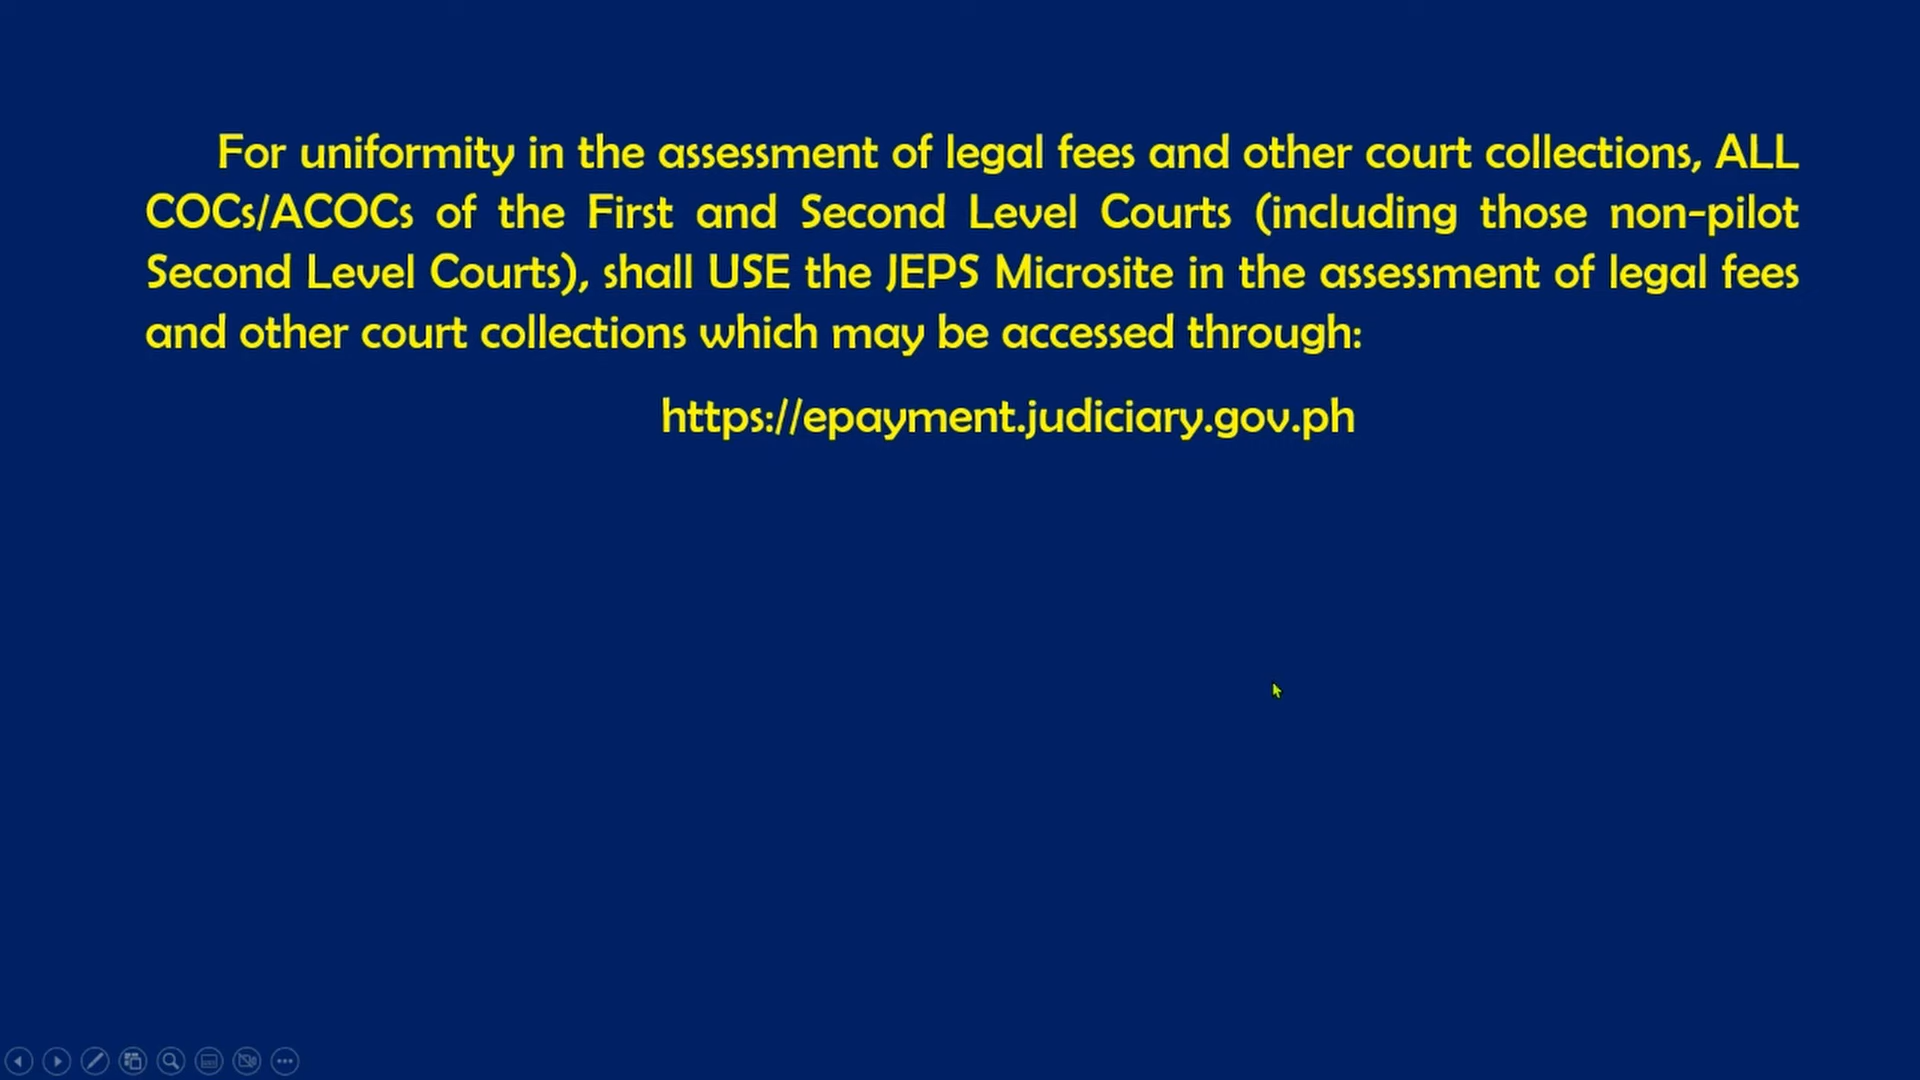 For uniformity in the assessment of legal fees and other court collections, ALL
COCs/ACOCs of the First and Second Level Courts (including those non-pilot
Second Level Courts), shall USE the JEPS Microsite in the assessment of legal fees
and other court collections which may be accessed through:
https://epayment.judiciary.gov.ph